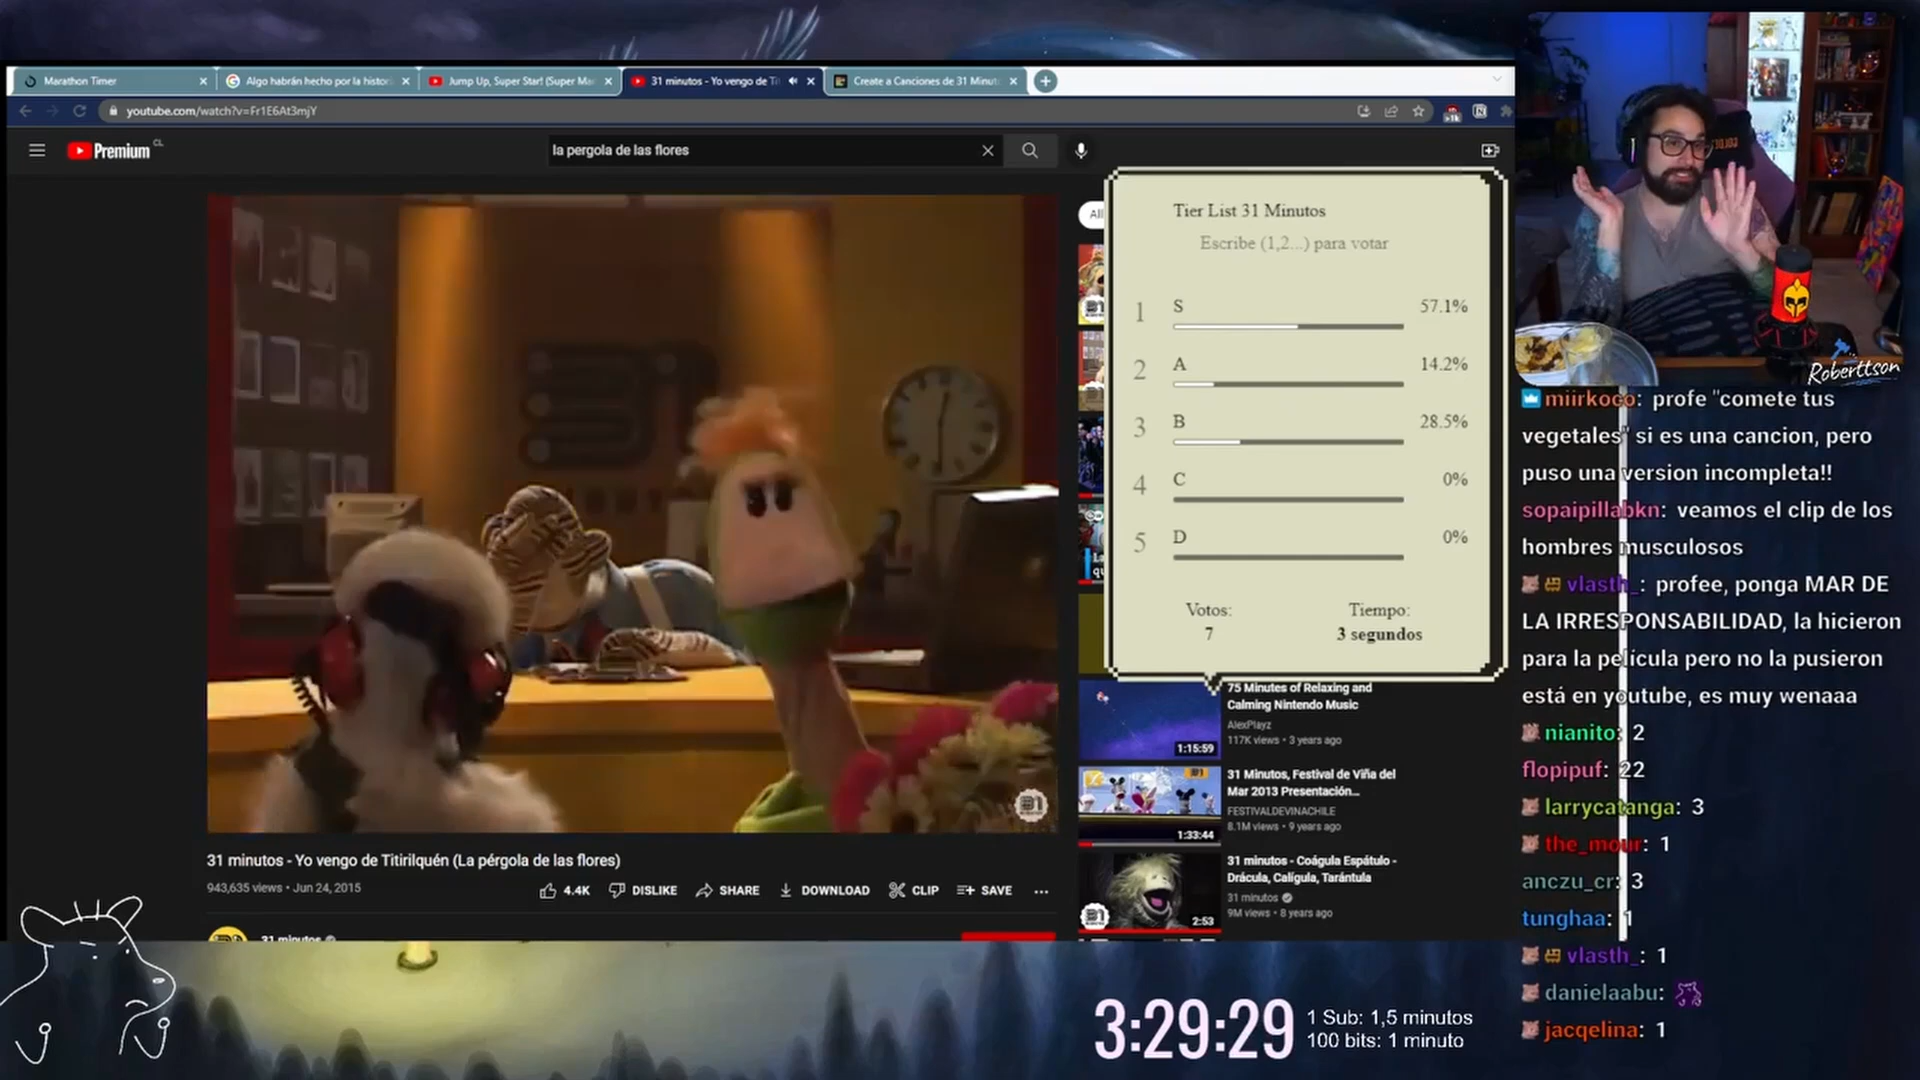 Marathon Timer
Algo habrán hecho por la histor
Jump Up, Super Star! (Super Mar
31 minutos - Yo vengo de Tit
Create a Canciones de 31 Minut
youtube.com/watch?v=Fr1E6At3mjY
Premium CL
la pergola de las flores
All
Tier List 31 Minutos
Escribe (1,2...) para votar
1 S 57.1%
2 A 14.2%
3 B 28.5%
4 C 0%
5 D 0%
Votos: Tiempo:
7 3 segundos
31 minutos - Yo vengo de Titirilquén (La pérgola de las flores)
943,635 views • Jun 24, 2015
4.4K DISLIKE SHARE DOWNLOAD CLIP SAVE
31 minutos
75 Minutes of Relaxing and
Calming Nintendo Music
AlexPlayz
117K views • 3 years ago
1:15:59
31 Minutos, Festival de Viña del
Mar 2013 Presentación...
FESTIVALDEVINACHILE
8.1M views • 9 years ago
1:33:44
31 minutos - Coágula Espátulo -
Drácula, Calígula, Tarántula
31 minutos
9M views • 8 years ago
2:53
Roberttson
miirkoco: profe "comete tus
vegetales" si es una cancion, pero
puso una version incompleta!!
sopaipillabkn: veamos el clip de los
hombres musculosos
vlasth_: profee, ponga MAR DE
LA IRRESPONSABILIDAD, la hicieron
para la película pero no la pusieron
está en youtube, es muy wenaaa
nianito: 2
flopipuf: 22
larrycatanga: 3
the_mour: 1
anczu_cr: 3
tunghaa: 1
vlasth_: 1
danielaabu:
jacqelina: 1
3:29:29
1 Sub: 1,5 minutos
100 bits: 1 minuto